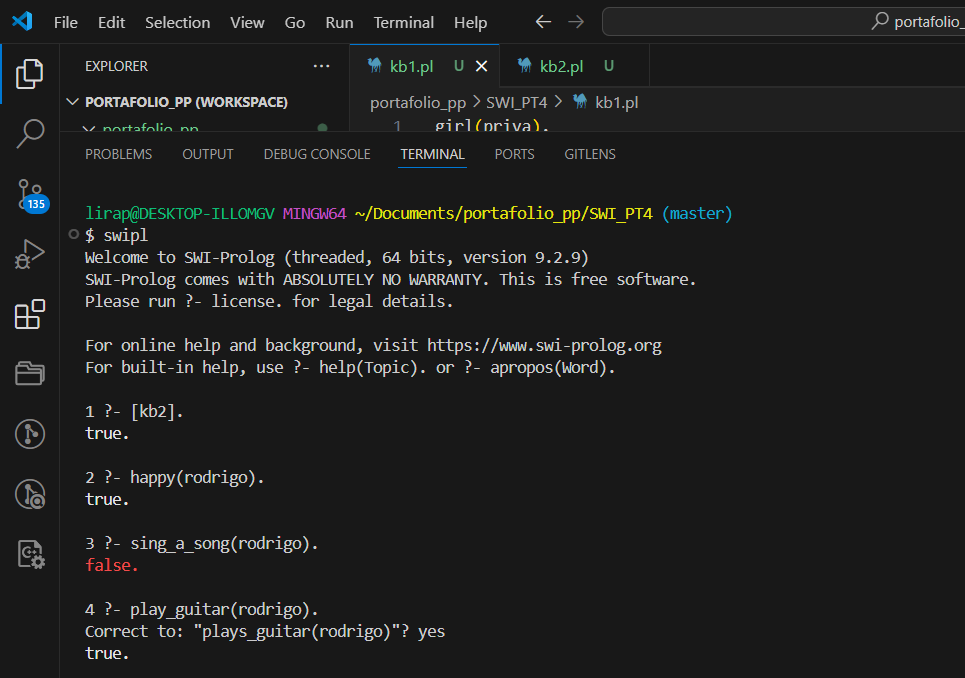 File Edit Selection View Go Run Terminal Help
portafolio_
EXPLORER
kb1.pl U
kb2.pl U
PORTAFOLIO_PP (WORKSPACE)
portafolio_pp > SWI_PT4 > kb1.pl
portafolio_pp
1 girl(priya).
PROBLEMS OUTPUT DEBUG CONSOLE TERMINAL PORTS GITLENS
135
lirap@DESKTOP-ILLOMGV MINGW64 ~/Documents/portafolio_pp/SWI_PT4 (master)
$ swipl
Welcome to SWI-Prolog (threaded, 64 bits, version 9.2.9)
SWI-Prolog comes with ABSOLUTELY NO WARRANTY. This is free software.
Please run ?- license. for legal details.
For online help and background, visit https://www.swi-prolog.org
For built-in help, use ?- help(Topic). or ?- apropos(Word).
1 ?- [kb2].
true.
2 ?- happy(rodrigo).
true.
3 ?- sing_a_song(rodrigo).
false.
4 ?- play_guitar(rodrigo).
Correct to: "plays_guitar(rodrigo)"? yes
true.